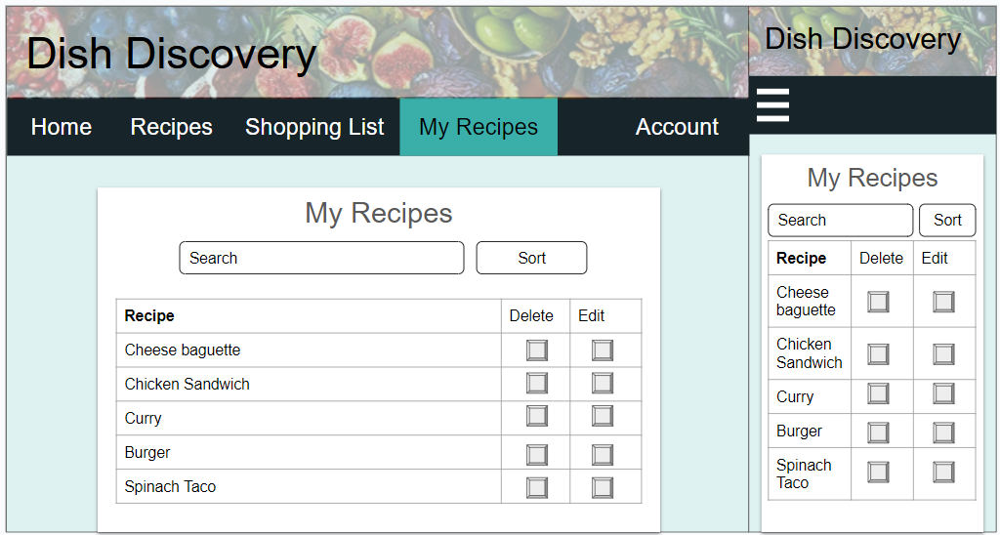 Dish Discovery
Home Recipes Shopping List My Recipes Account
My Recipes
Search Sort
Recipe Delete Edit
Cheese baguette
Chicken Sandwich
Curry
Burger
Spinach Taco
Dish Discovery
My Recipes
Search Sort
Recipe Delete Edit
Cheese
baguette
Chicken
Sandwich
Curry
Burger
Spinach
Taco